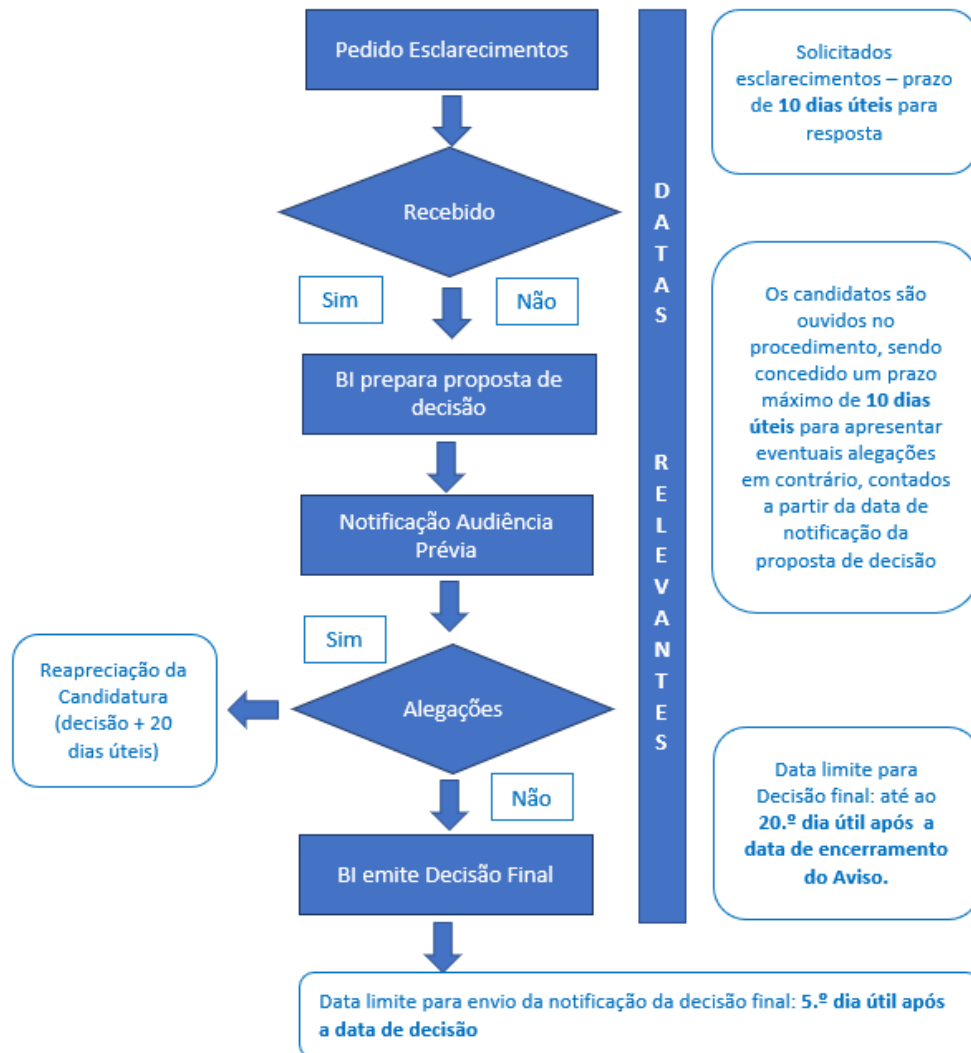 Pedido Esclarecimentos
Solicitados
esclarecimentos – prazo
de 10 dias úteis para
resposta
Recebido
Sim
Não
DATAS RELEVANTES
Os candidatos são
ouvidos no
procedimento, sendo
concedido um prazo
máximo de 10 dias
úteis para apresentar
eventuais alegações
em contrário, contados
a partir da data de
notificação da
proposta de decisão
BI prepara proposta de
decisão
Notificação Audiência
Prévia
Sim
Reapreciação da
Candidatura
(decisão + 20
dias úteis)
Alegações
Não
Data limite para
Decisão final: até ao
20.º dia útil após a
data de encerramento
do Aviso.
BI emite Decisão Final
Data limite para envio da notificação da decisão final: 5.º dia útil após
a data de decisão